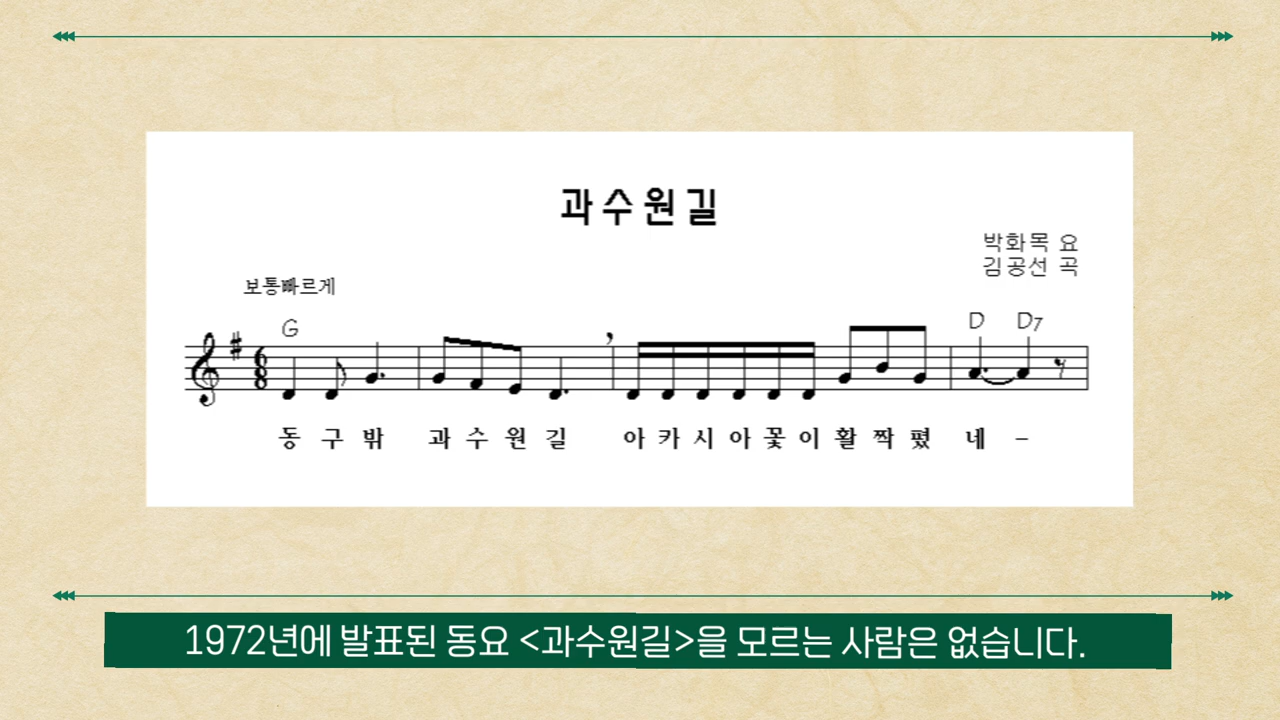 과수원길
박화목 요
김공선 곡
보통빠르게
G D D7
6
8
동 구 밖 과 수 원 길 아 카 시 아 꽃 이 활 짝 폈 네 –
1972년에 발표된 동요 <과수원길>을 모르는 사람은 없습니다.